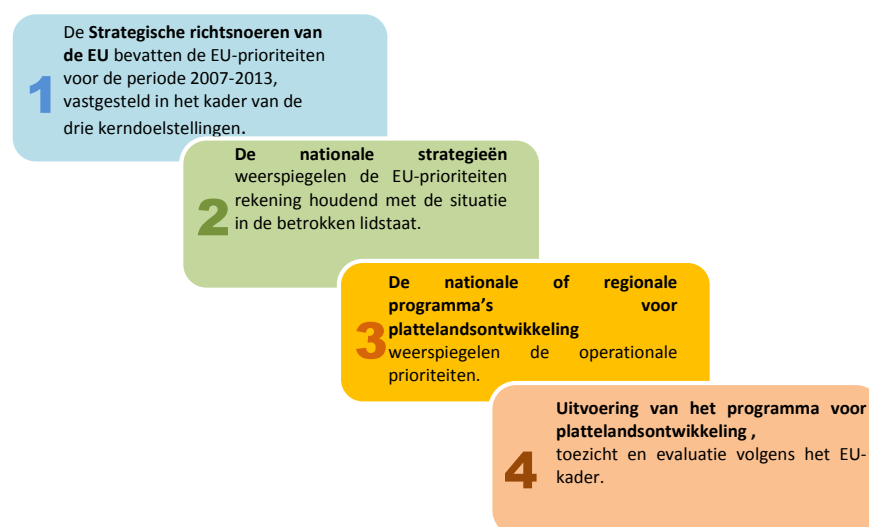 De Strategische richtsnoeren van
de EU bevatten de EU-prioriteiten
voor de periode 2007-2013,
vastgesteld in het kader van de
drie kerndoelstellingen.
1
De nationale strategieën
weerspiegelen de EU-prioriteiten
rekening houdend met de situatie
in de betrokken lidstaat.
2
De nationale of regionale
programma's voor
plattelandsontwikkeling
weerspiegelen de operationale
prioriteiten.
3
Uitvoering van het programma voor
plattelandsontwikkeling ,
toezicht en evaluatie volgens het EU-
kader.
4